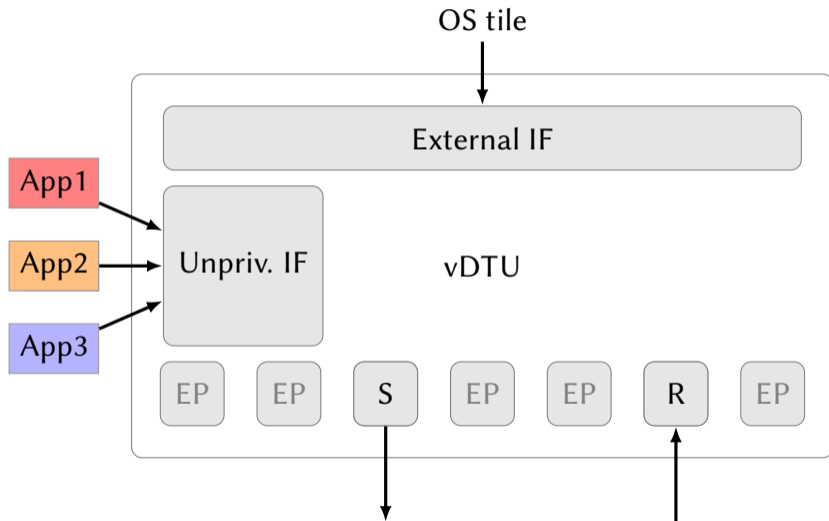 OS tile
External IF
App1
App2
App3
Unpriv. IF
vDTU
EP EP S EP EP R EP